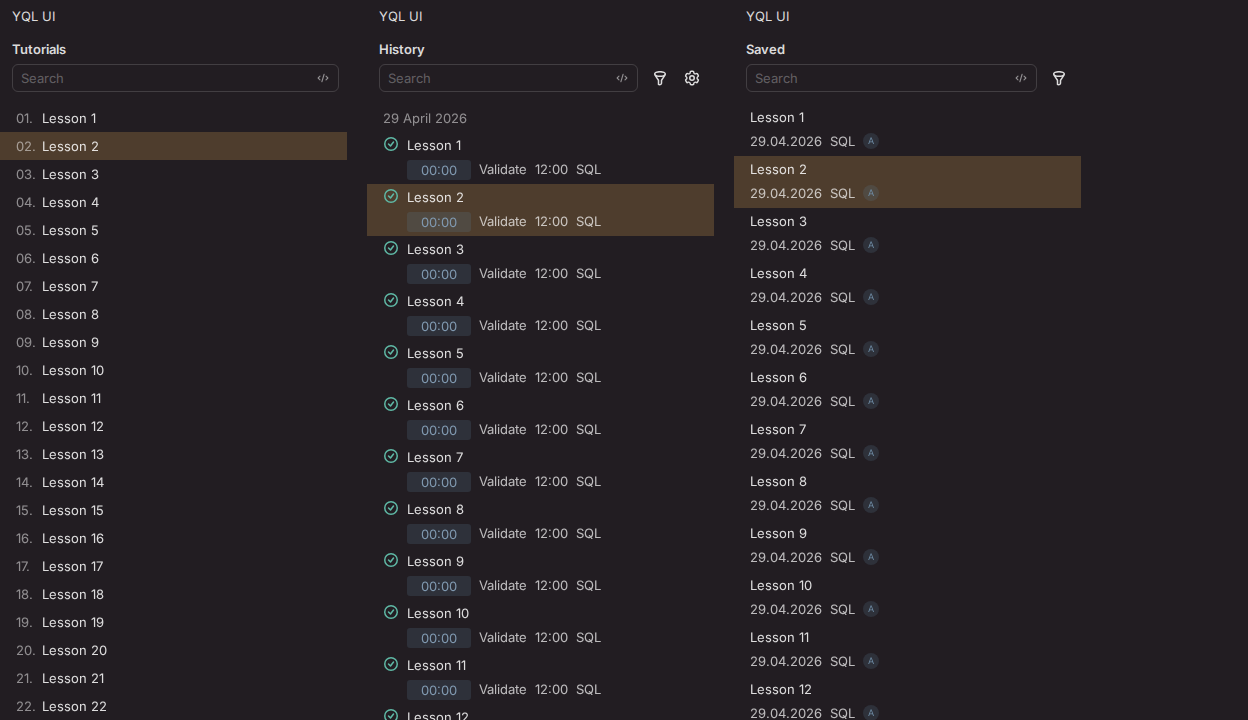 YQL UI
Tutorials
Search
01. Lesson 1
02. Lesson 2
03. Lesson 3
04. Lesson 4
05. Lesson 5
06. Lesson 6
07. Lesson 7
08. Lesson 8
09. Lesson 9
10. Lesson 10
11. Lesson 11
12. Lesson 12
13. Lesson 13
14. Lesson 14
15. Lesson 15
16. Lesson 16
17. Lesson 17
18. Lesson 18
19. Lesson 19
20. Lesson 20
21. Lesson 21
22. Lesson 22
YQL UI
History
Search
29 April 2026
Lesson 1
00:00 Validate 12:00 SQL
Lesson 2
00:00 Validate 12:00 SQL
Lesson 3
00:00 Validate 12:00 SQL
Lesson 4
00:00 Validate 12:00 SQL
Lesson 5
00:00 Validate 12:00 SQL
Lesson 6
00:00 Validate 12:00 SQL
Lesson 7
00:00 Validate 12:00 SQL
Lesson 8
00:00 Validate 12:00 SQL
Lesson 9
00:00 Validate 12:00 SQL
Lesson 10
00:00 Validate 12:00 SQL
Lesson 11
00:00 Validate 12:00 SQL
Lesson 12
YQL UI
Saved
Search
Lesson 1
29.04.2026 SQL A
Lesson 2
29.04.2026 SQL A
Lesson 3
29.04.2026 SQL A
Lesson 4
29.04.2026 SQL A
Lesson 5
29.04.2026 SQL A
Lesson 6
29.04.2026 SQL A
Lesson 7
29.04.2026 SQL A
Lesson 8
29.04.2026 SQL A
Lesson 9
29.04.2026 SQL A
Lesson 10
29.04.2026 SQL A
Lesson 11
29.04.2026 SQL A
Lesson 12
29.04.2026 SQL A